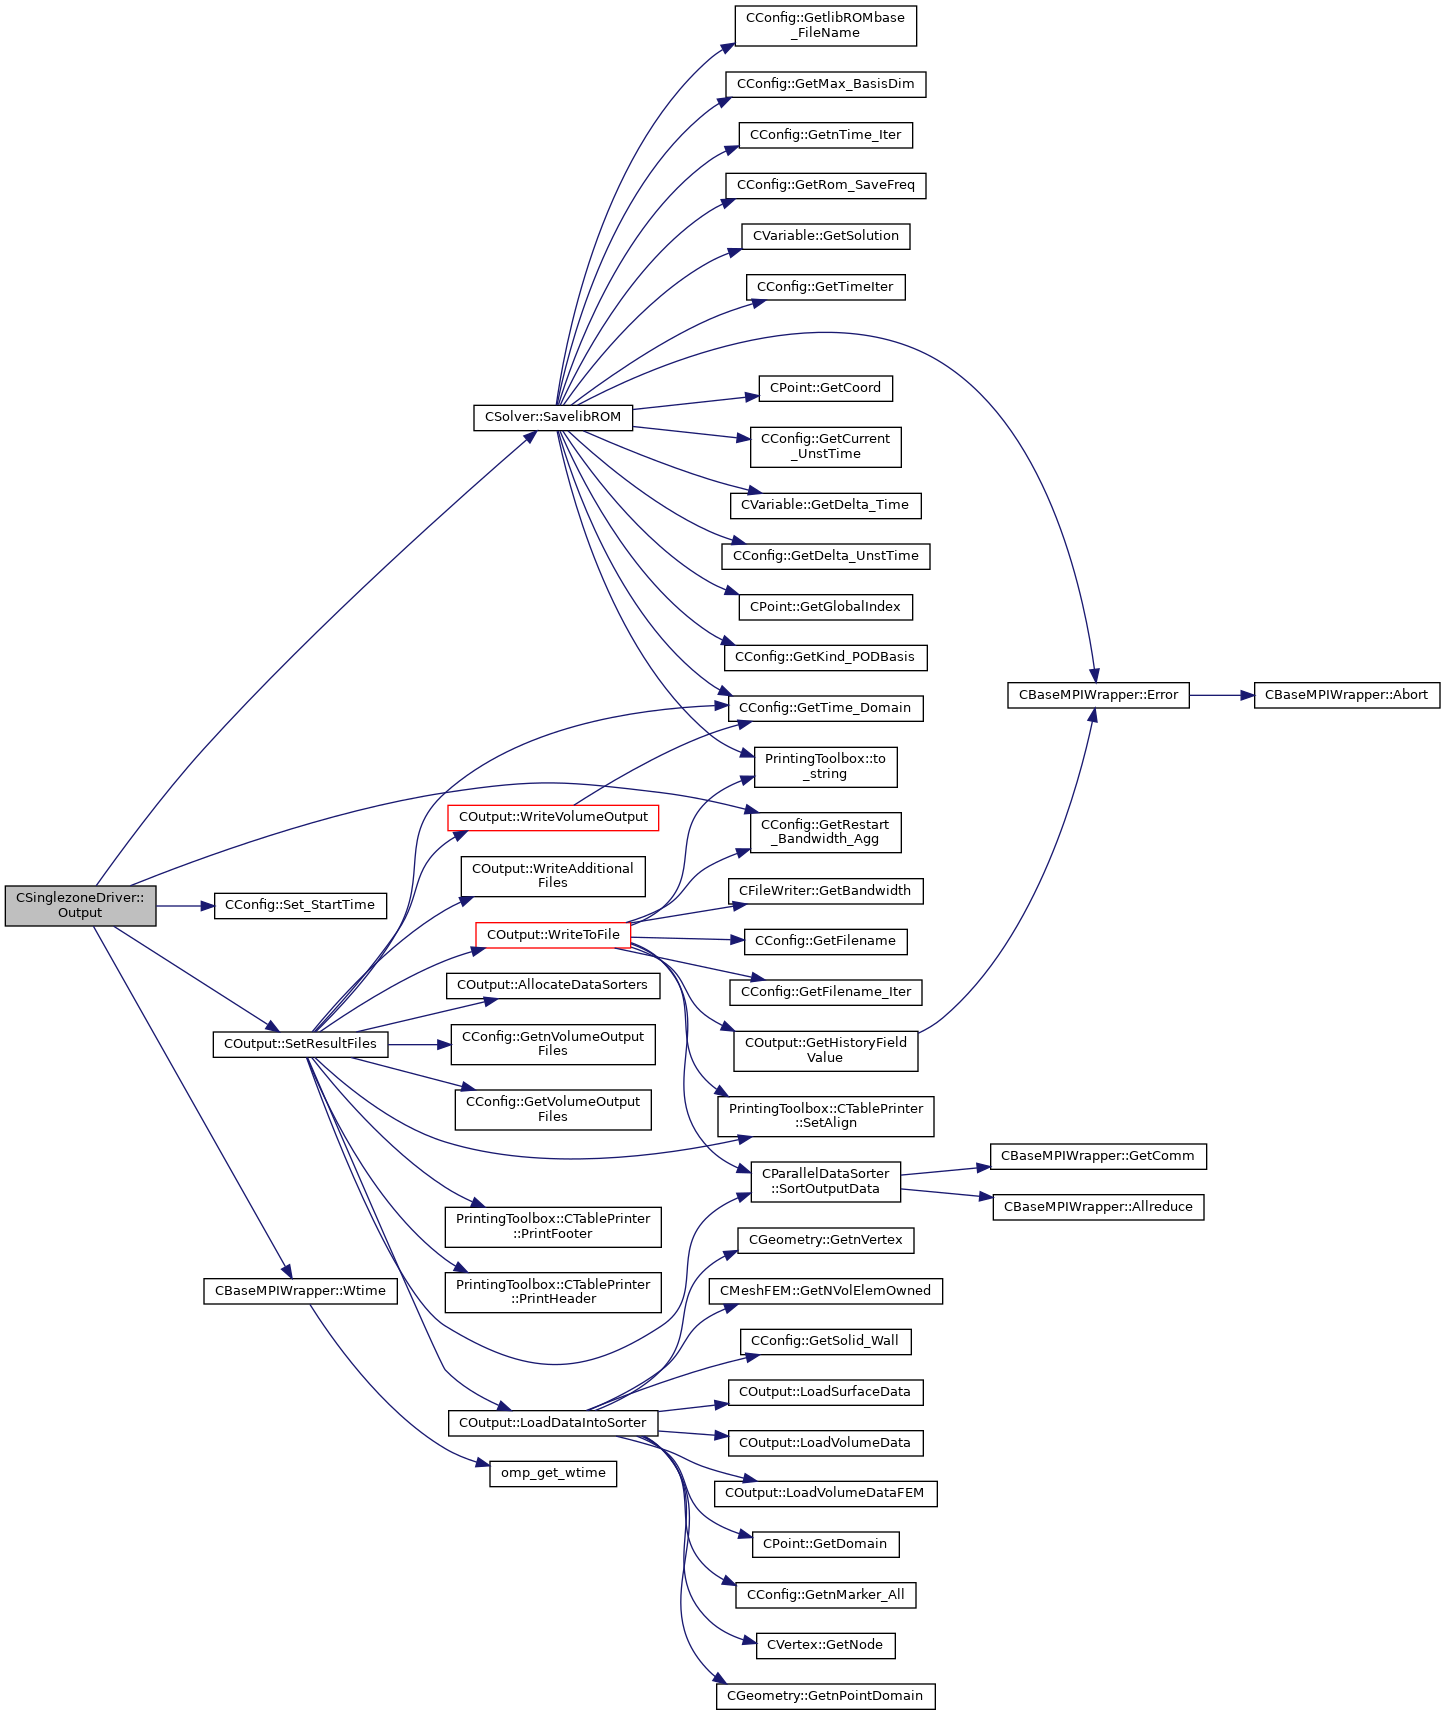 CConfig::GetlibROMbase
_FileName
CConfig::GetMax_BasisDim
CConfig::GetnTime_Iter
CConfig::GetRom_SaveFreq
CVariable::GetSolution
CConfig::GetTimeIter
CPoint::GetCoord
CSolver::SavelibROM
CConfig::GetCurrent
_UnstTime
CVariable::GetDelta_Time
CConfig::GetDelta_UnstTime
CPoint::GetGlobalIndex
CConfig::GetKind_PODBasis
CBaseMPIWrapper::Error
CBaseMPIWrapper::Abort
CConfig::GetTime_Domain
PrintingToolbox::to
_string
COutput::WriteVolumeOutput
CConfig::GetRestart
_Bandwidth_Agg
COutput::WriteAdditional
Files
CFileWriter::GetBandwidth
CSinglezoneDriver::
Output
CConfig::Set_StartTime
COutput::WriteToFile
CConfig::GetFilename
COutput::AllocateDataSorters
CConfig::GetFilename_Iter
COutput::SetResultFiles
CConfig::GetnVolumeOutput
Files
COutput::GetHistoryField
Value
CConfig::GetVolumeOutput
Files
PrintingToolbox::CTablePrinter
::SetAlign
CBaseMPIWrapper::GetComm
CParallelDataSorter
::SortOutputData
CBaseMPIWrapper::Allreduce
PrintingToolbox::CTablePrinter
::PrintFooter
CGeometry::GetnVertex
CBaseMPIWrapper::Wtime
PrintingToolbox::CTablePrinter
::PrintHeader
CMeshFEM::GetNVolElemOwned
CConfig::GetSolid_Wall
COutput::LoadSurfaceData
COutput::LoadDataIntoSorter
COutput::LoadVolumeData
omp_get_wtime
COutput::LoadVolumeDataFEM
CPoint::GetDomain
CConfig::GetnMarker_All
CVertex::GetNode
CGeometry::GetnPointDomain